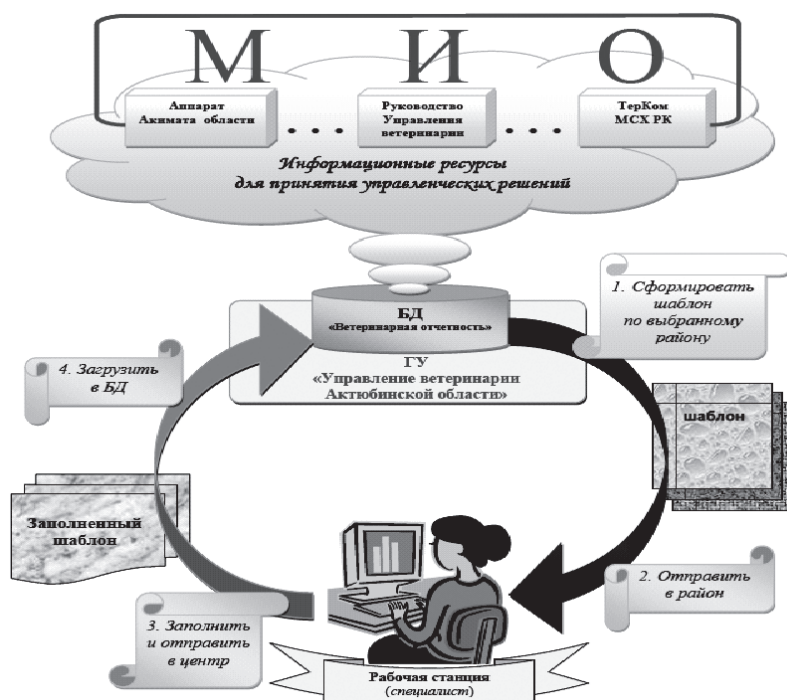 М И О
Аппарат
Акимата области
Руководство
Управления
ветеринарии
ТерКом
МСХ РК
Информационные ресурсы
для принятия управленческих решений
БД
«Ветеринарная отчетность»
ГУ
«Управление ветеринарии
Актюбинской области»
1. Сформировать
шаблон
по выбранному
району
шаблон
2. Отправить
в район
Рабочая станция
(специалист)
3. Заполнить
и отправить
в центр
Заполненный
шаблон
4. Загрузить
в БД